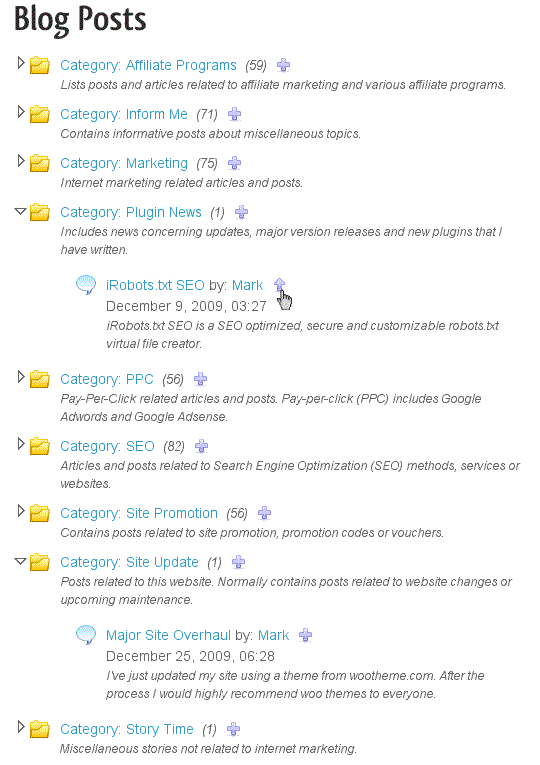 Blog Posts
Category: Affiliate Programs (59)
Lists posts and articles related to affiliate marketing and various affiliate programs.
Category: Inform Me (71)
Contains informative posts about miscellaneous topics.
Category: Marketing (75)
Internet marketing related articles and posts.
Category: Plugin News (1)
Includes news concerning updates, major version releases and new plugins that I
have written.
iRobots.txt SEO by: Mark
December 9, 2009, 03:27
iRobots.txt SEO is a SEO optimized, secure and customizable robots.txt
virtual file creator.
Category: PPC (56)
Pay-Per-Click related articles and posts. Pay-per-click (PPC) includes Google
Adwords and Google Adsense.
Category: SEO (82)
Articles and posts related to Search Engine Optimization (SEO) methods, services or
websites.
Category: Site Promotion (56)
Contains posts related to site promotion, promotion codes or vouchers.
Category: Site Update (1)
Posts related to this website. Normally contains posts related to website changes or
upcoming maintenance.
Major Site Overhaul by: Mark
December 25, 2009, 06:28
I've just updated my site using a theme from wootheme.com. After the
process I would highly recommend woo themes to everyone.
Category: Story Time (1)
Miscellaneous stories not related to internet marketing.